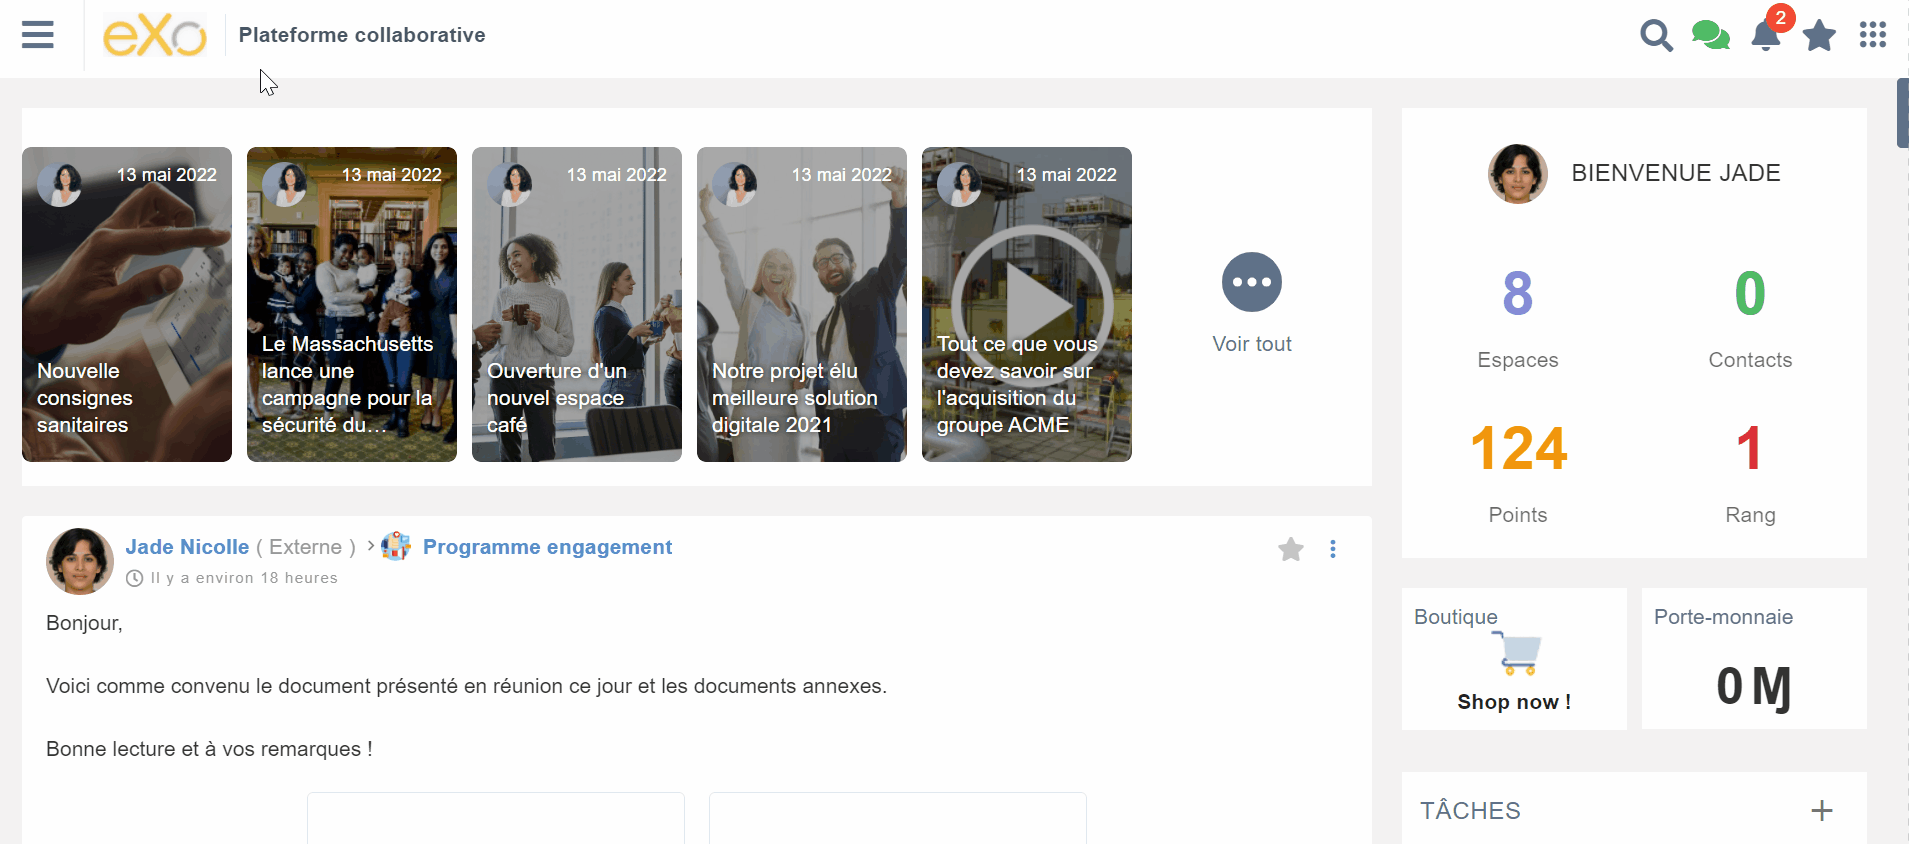 eXo
Plateforme collaborative
2
13 mai 2022
Nouvelle
consignes
sanitaires
13 mai 2022
Le Massachusetts
lance une
campagne pour la
sécurité du...
13 mai 2022
Ouverture d'un
nouvel espace
café
13 mai 2022
Notre projet élu
meilleure solution
digitale 2021
13 mai 2022
Tout ce que vous
devez savoir sur
l'acquisition du
groupe ACME
Voir tout
BIENVENUE JADE
8
Espaces
0
Contacts
124
Points
1
Rang
Jade Nicolle ( Externe ) > Programme engagement
Il y a environ 18 heures
Bonjour,
Voici comme convenu le document présenté en réunion ce jour et les documents annexes.
Bonne lecture et à vos remarques !
Boutique
Shop now !
Porte-monnaie
0 Ɱ
TÂCHES